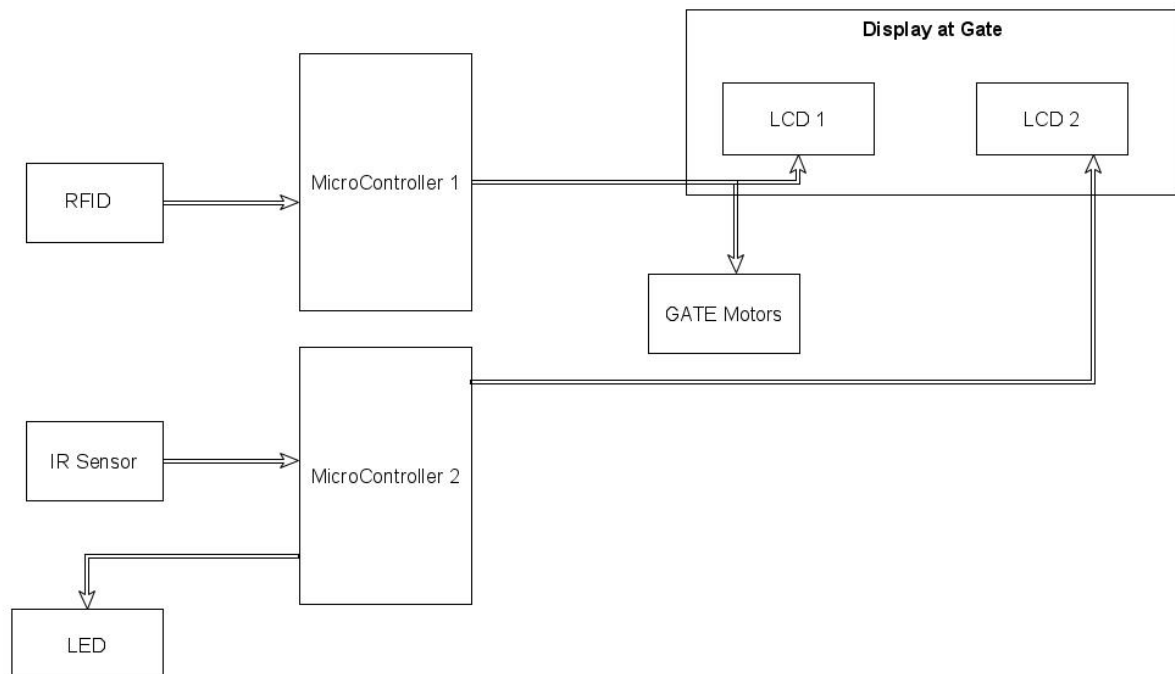 Display at Gate
LCD 1
LCD 2
MicroController 1
RFID
GATE Motors
IR Sensor
MicroController 2
LED